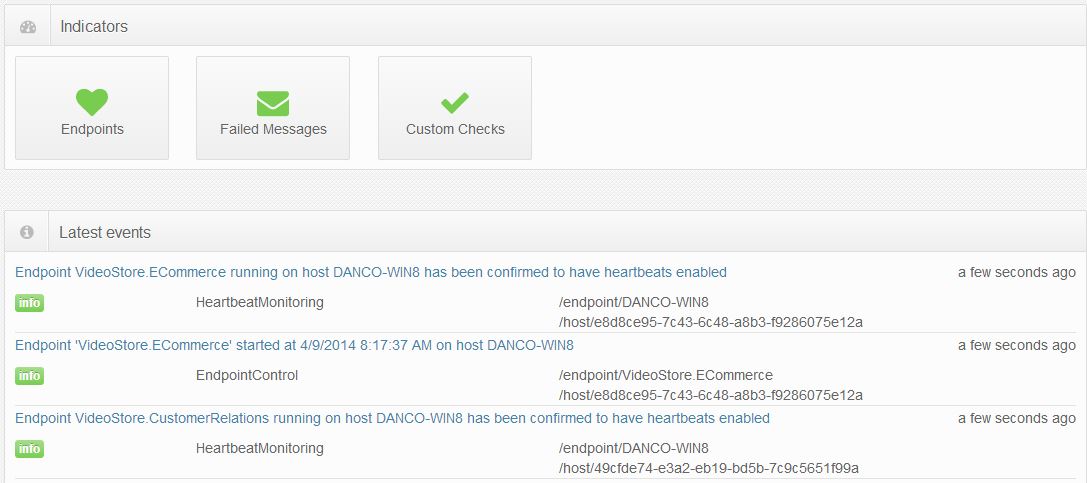 Indicators
Endpoints
Failed Messages
Custom Checks
Latest events
Endpoint VideoStore.ECommerce running on host DANCO-WIN8 has been confirmed to have heartbeats enabled a few seconds ago
info HeartbeatMonitoring /endpoint/DANCO-WIN8
/host/e8d8ce95-7c43-6c48-a8b3-f9286075e12a
Endpoint 'VideoStore.ECommerce' started at 4/9/2014 8:17:37 AM on host DANCO-WIN8 a few seconds ago
info EndpointControl /endpoint/VideoStore.ECommerce
/host/e8d8ce95-7c43-6c48-a8b3-f9286075e12a
Endpoint VideoStore.CustomerRelations running on host DANCO-WIN8 has been confirmed to have heartbeats enabled a few seconds ago
info HeartbeatMonitoring /endpoint/DANCO-WIN8
/host/49cfde74-e3a2-eb19-bd5b-7c9c5651f99a